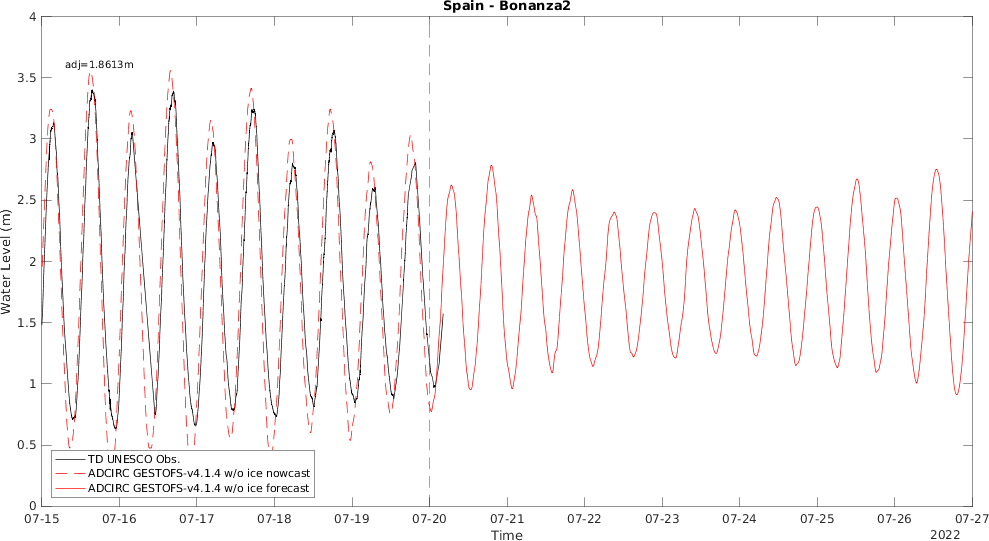 Spain - Bonanza2
adj=1.8613m
4
3.5
3
2.5
2
1.5
1
0.5
0
Water Level (m)
TD UNESCO Obs.
ADCIRC GESTOFS-v4.1.4 w/o ice nowcast
ADCIRC GESTOFS-v4.1.4 w/o ice forecast
07-15 07-16 07-17 07-18 07-19 07-20 07-21 07-22 07-23 07-24 07-25 07-26 07-27
Time
2022